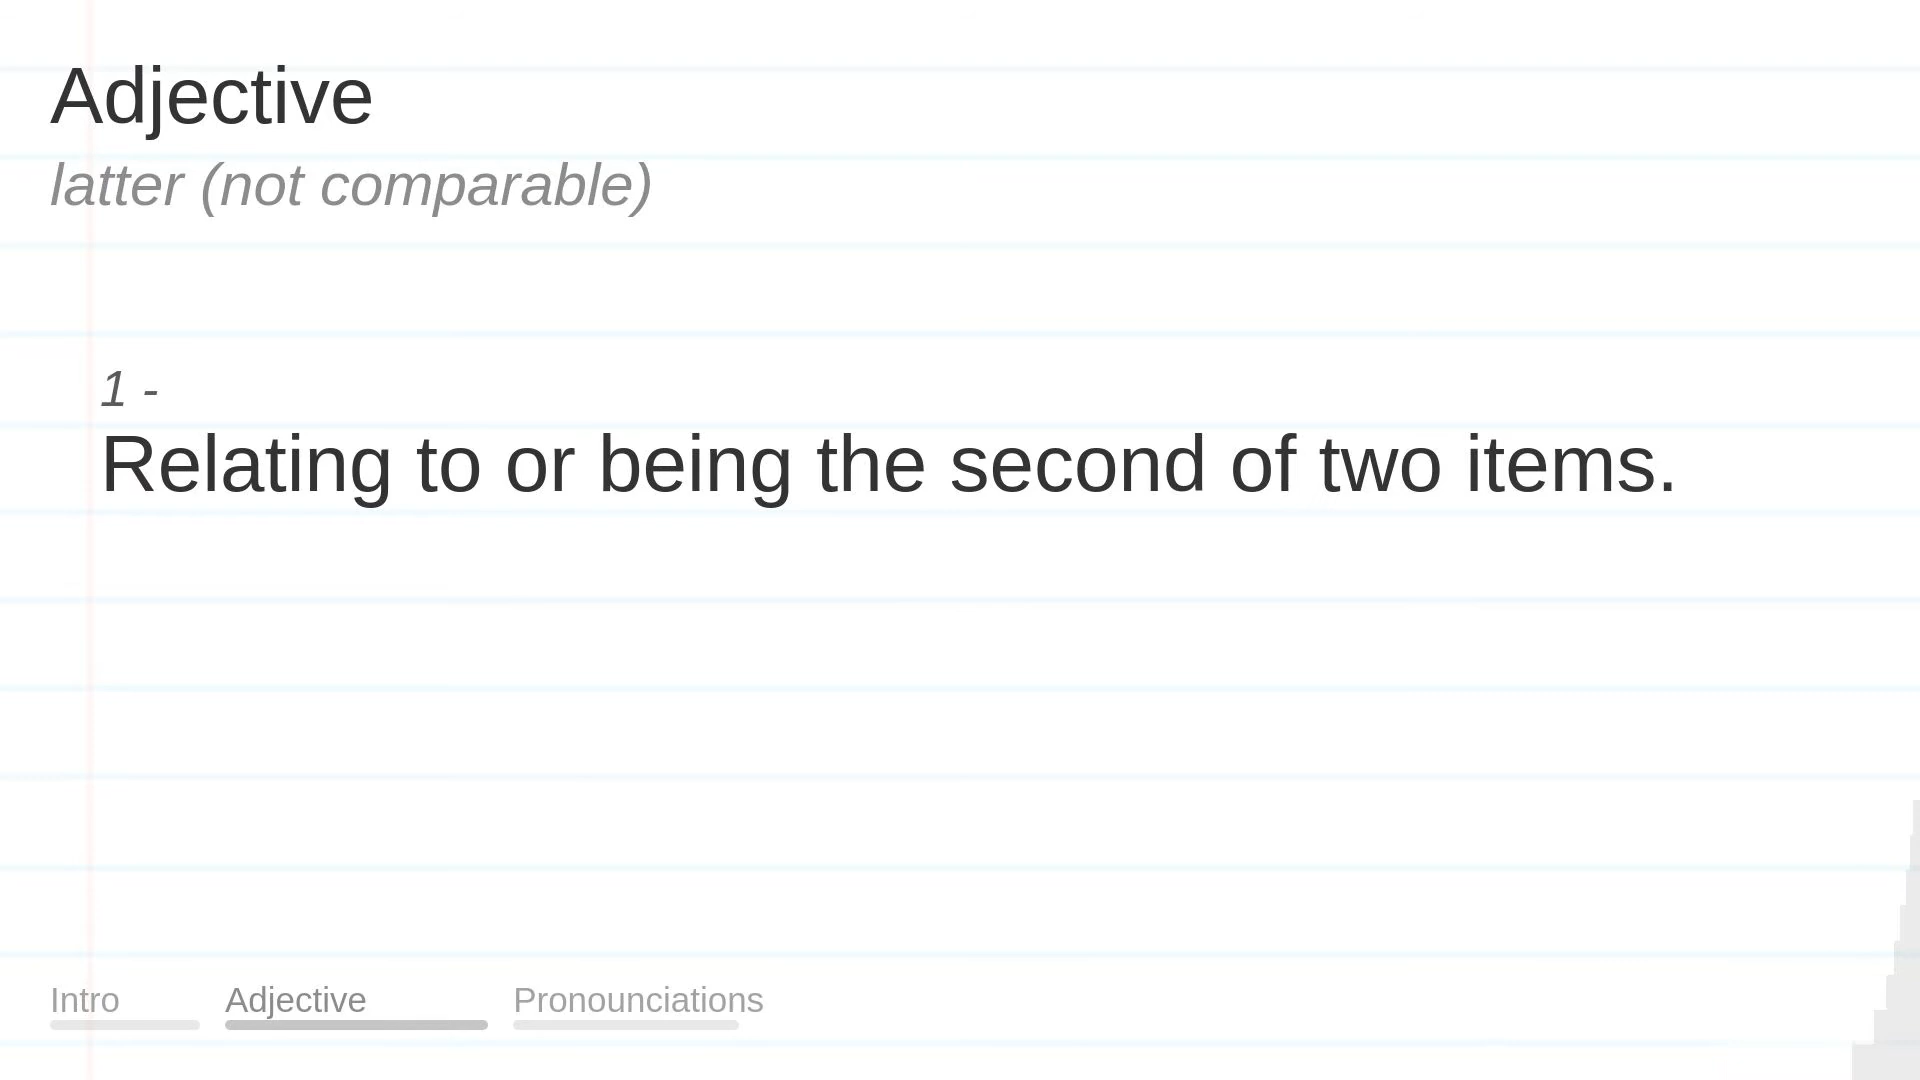 Adjective
latter (not comparable)
1 -
Relating to or being the second of two items.
Intro Adjective Pronounciations